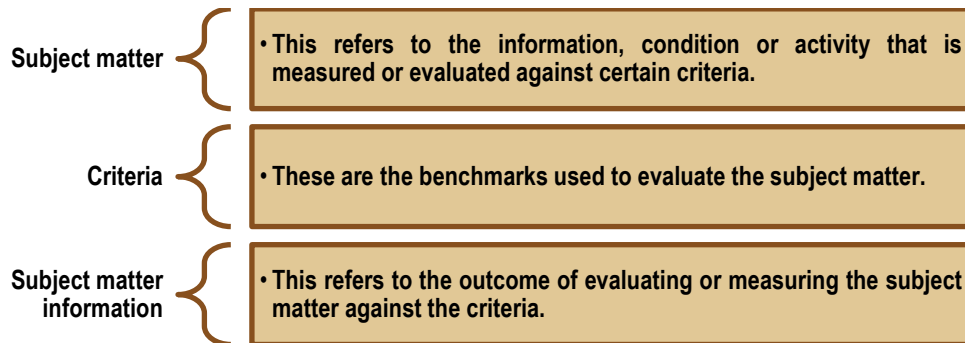 Subject matter
• This refers to the information, condition or activity that is
measured or evaluated against certain criteria.
Criteria
• These are the benchmarks used to evaluate the subject matter.
Subject matter
information
• This refers to the outcome of evaluating or measuring the subject
matter against the criteria.